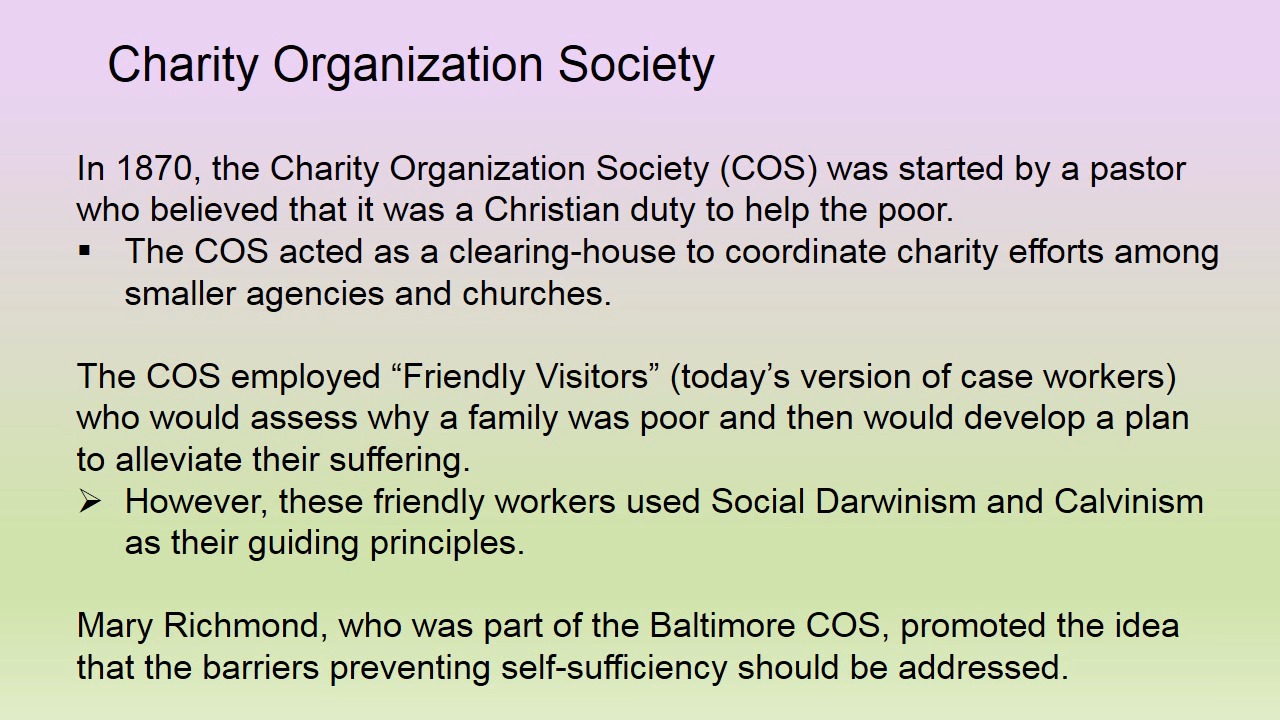 Charity Organization Society
In 1870, the Charity Organization Society (COS) was started by a pastor
who believed that it was a Christian duty to help the poor.
▪ The COS acted as a clearing-house to coordinate charity efforts among
smaller agencies and churches.
The COS employed “Friendly Visitors” (today’s version of case workers)
who would assess why a family was poor and then would develop a plan
to alleviate their suffering.
➢ However, these friendly workers used Social Darwinism and Calvinism
as their guiding principles.
Mary Richmond, who was part of the Baltimore COS, promoted the idea
that the barriers preventing self-sufficiency should be addressed.